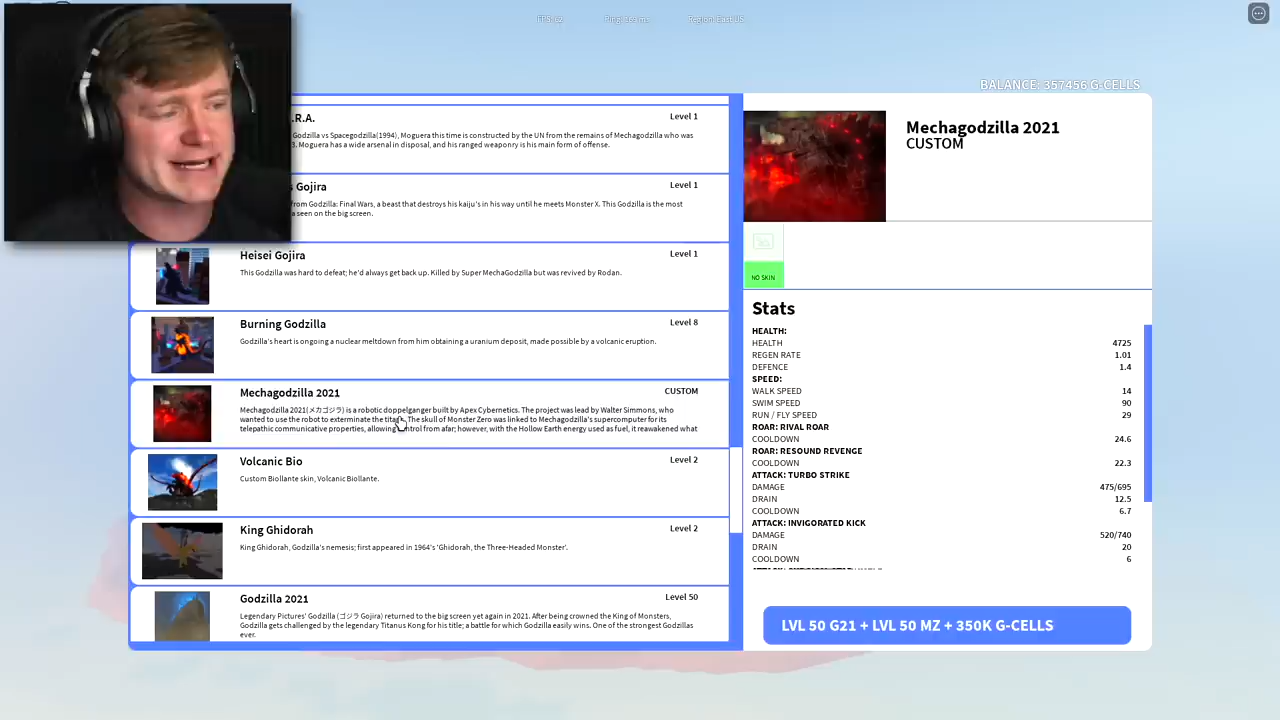 Region: East US
BALANCE: 357456 G-CELLS
.R.A.
Level 1
Godzilla vs Spacegodzilla(1994), Moguera this time is constructed by the UN from the remains of Mechagodzilla who was
3. Moguera has a wide arsenal in disposal, and his ranged weaponry is his main form of offense.
s Gojira
Level 1
from Godzilla: Final Wars, a beast that destroys his kaiju's in his way until he meets Monster X. This Godzilla is the most
a seen on the big screen.
Heisei Gojira
Level 1
This Godzilla was hard to defeat; he'd always get back up. Killed by Super MechaGodzilla but was revived by Rodan.
Burning Godzilla
Level 8
Godzilla's heart is ongoing a nuclear meltdown from him obtaining a uranium deposit, made possible by a volcanic eruption.
Mechagodzilla 2021
CUSTOM
Mechagodzilla 2021(メカゴジラ) is a robotic doppelganger built by Apex Cybernetics. The project was lead by Walter Simmons, who
wanted to use the robot to exterminate the The skull of Monster Zero was linked to Mechagodzilla's supercomputer for its
telepathic communicative properties, allowing from afar; however, with the Hollow Earth energy used as fuel, it reawakened what
Volcanic Bio
Level 2
Custom Biollante skin, Volcanic Biollante.
King Ghidorah
Level 2
King Ghidorah, Godzilla's nemesis; first appeared in 1964's 'Ghidorah, the Three-Headed Monster'.
Godzilla 2021
Level 50
Legendary Pictures' Godzilla (ゴジラ Gojira) returned to the big screen yet again in 2021. After being crowned the King of Monsters,
Godzilla gets challenged by the legendary Titanus Kong for his title; a battle for which Godzilla easily wins. One of the strongest Godzillas
ever.
Mechagodzilla 2021
CUSTOM
NO SKIN
Stats
HEALTH:
HEALTH 4725
REGEN RATE 1.01
DEFENCE 1.4
SPEED:
WALK SPEED 14
SWIM SPEED 90
RUN / FLY SPEED 29
ROAR: RIVAL ROAR
COOLDOWN 24.6
ROAR: RESOUND REVENGE
COOLDOWN 22.3
ATTACK: TURBO STRIKE
DAMAGE 475/695
DRAIN 12.5
COOLDOWN 6.7
ATTACK: INVIGORATED KICK
DAMAGE 520/740
DRAIN 20
COOLDOWN 6
LVL 50 G21 + LVL 50 MZ + 350K G-CELLS